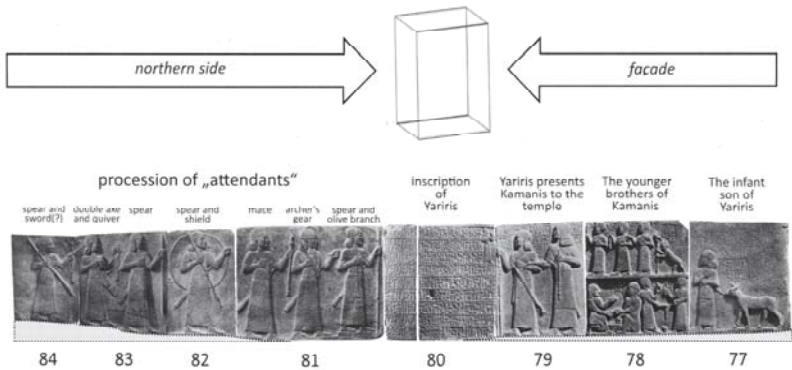 northern side
facade
procession of „attendants“
spear and
sword(?)
double axe
and quiver
spear
spear and
shield
mace
archer's
gear
spear and
olive branch
inscription
of
Yariris
Yariris presents
Kamanis to the
temple
The younger
brothers of
Kamanis
The infant
son of
Yariris
84
83
82
81
80
79
78
77